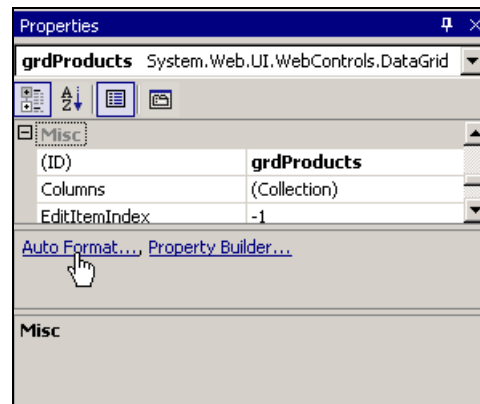 Properties
grdProducts System.Web.UI.WebControls.DataGrid
Misc
(ID) grdProducts
Columns (Collection)
EditItemIndex -1
Auto Format..., Property Builder...
Misc